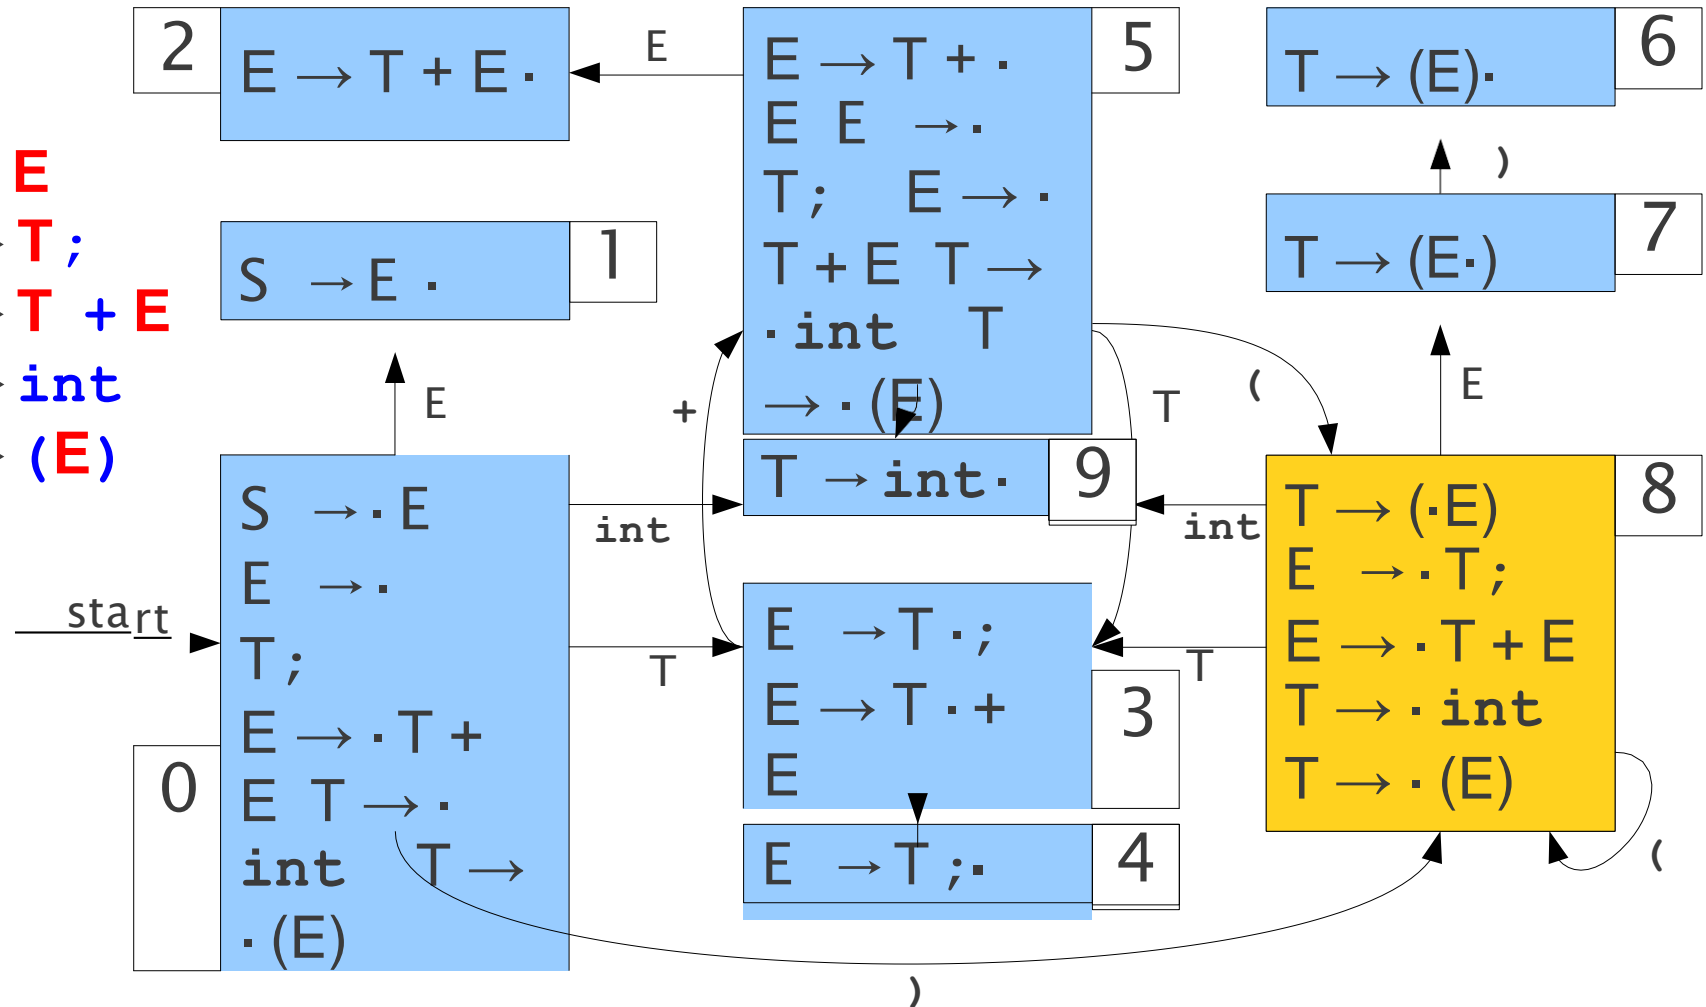 E
T ;
T + E
int
(E)
start
2
E → T + E ·
E
5
E → T + ·
E E → ·
T ; E → ·
T + E T →
· int T
→ · (E)
6
T → (E)·
)
7
T → (E·)
E
1
S → E ·
E
+
T
(
0
S → · E
E → ·
T ;
E → · T +
E T → ·
int T →
· (E)
int
T
9
T → int ·
int
T
3
E → T · ;
E → T · +
E
4
E → T ; ·
8
T → (·E)
E → · T ;
E → · T + E
T → · int
T → · (E)
(
)